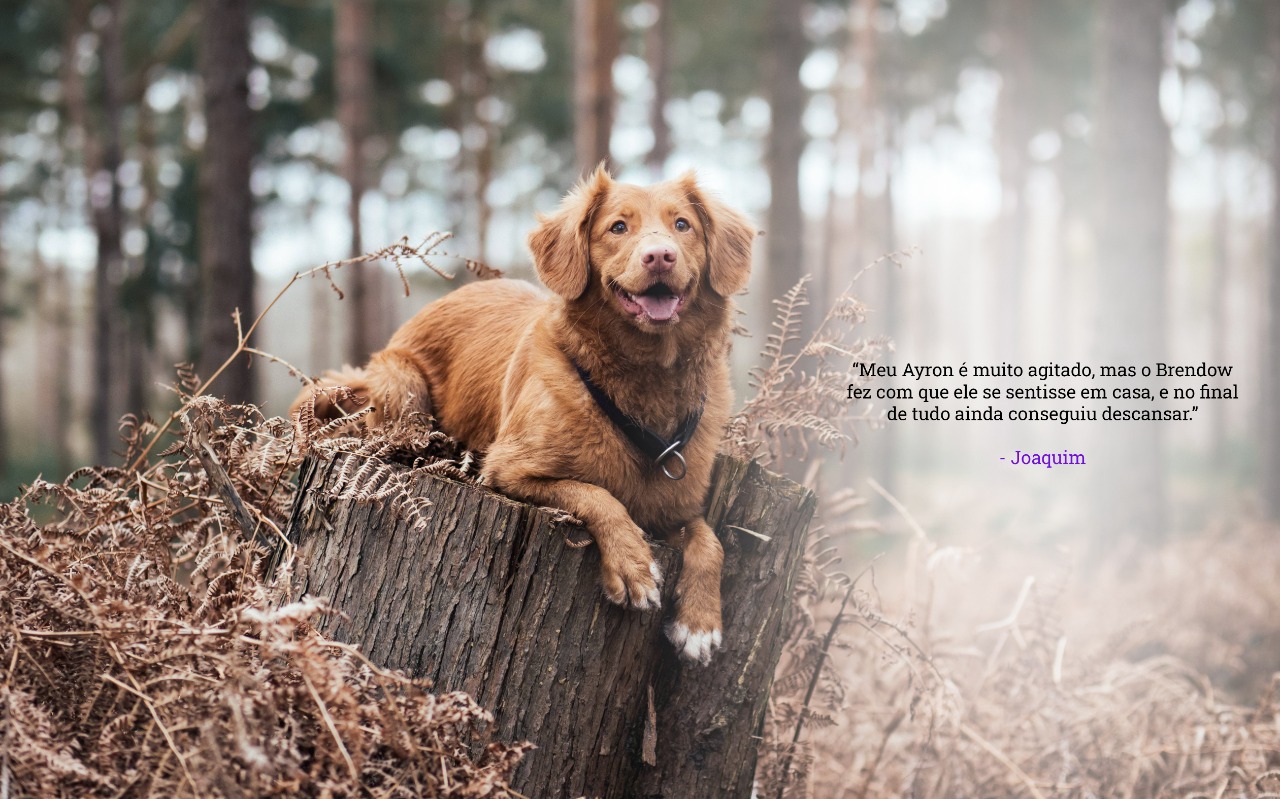 “Meu Ayron é muito agitado, mas o Brendow
fez com que ele se sentisse em casa, e no final
de tudo ainda conseguiu descansar.”
- Joaquim